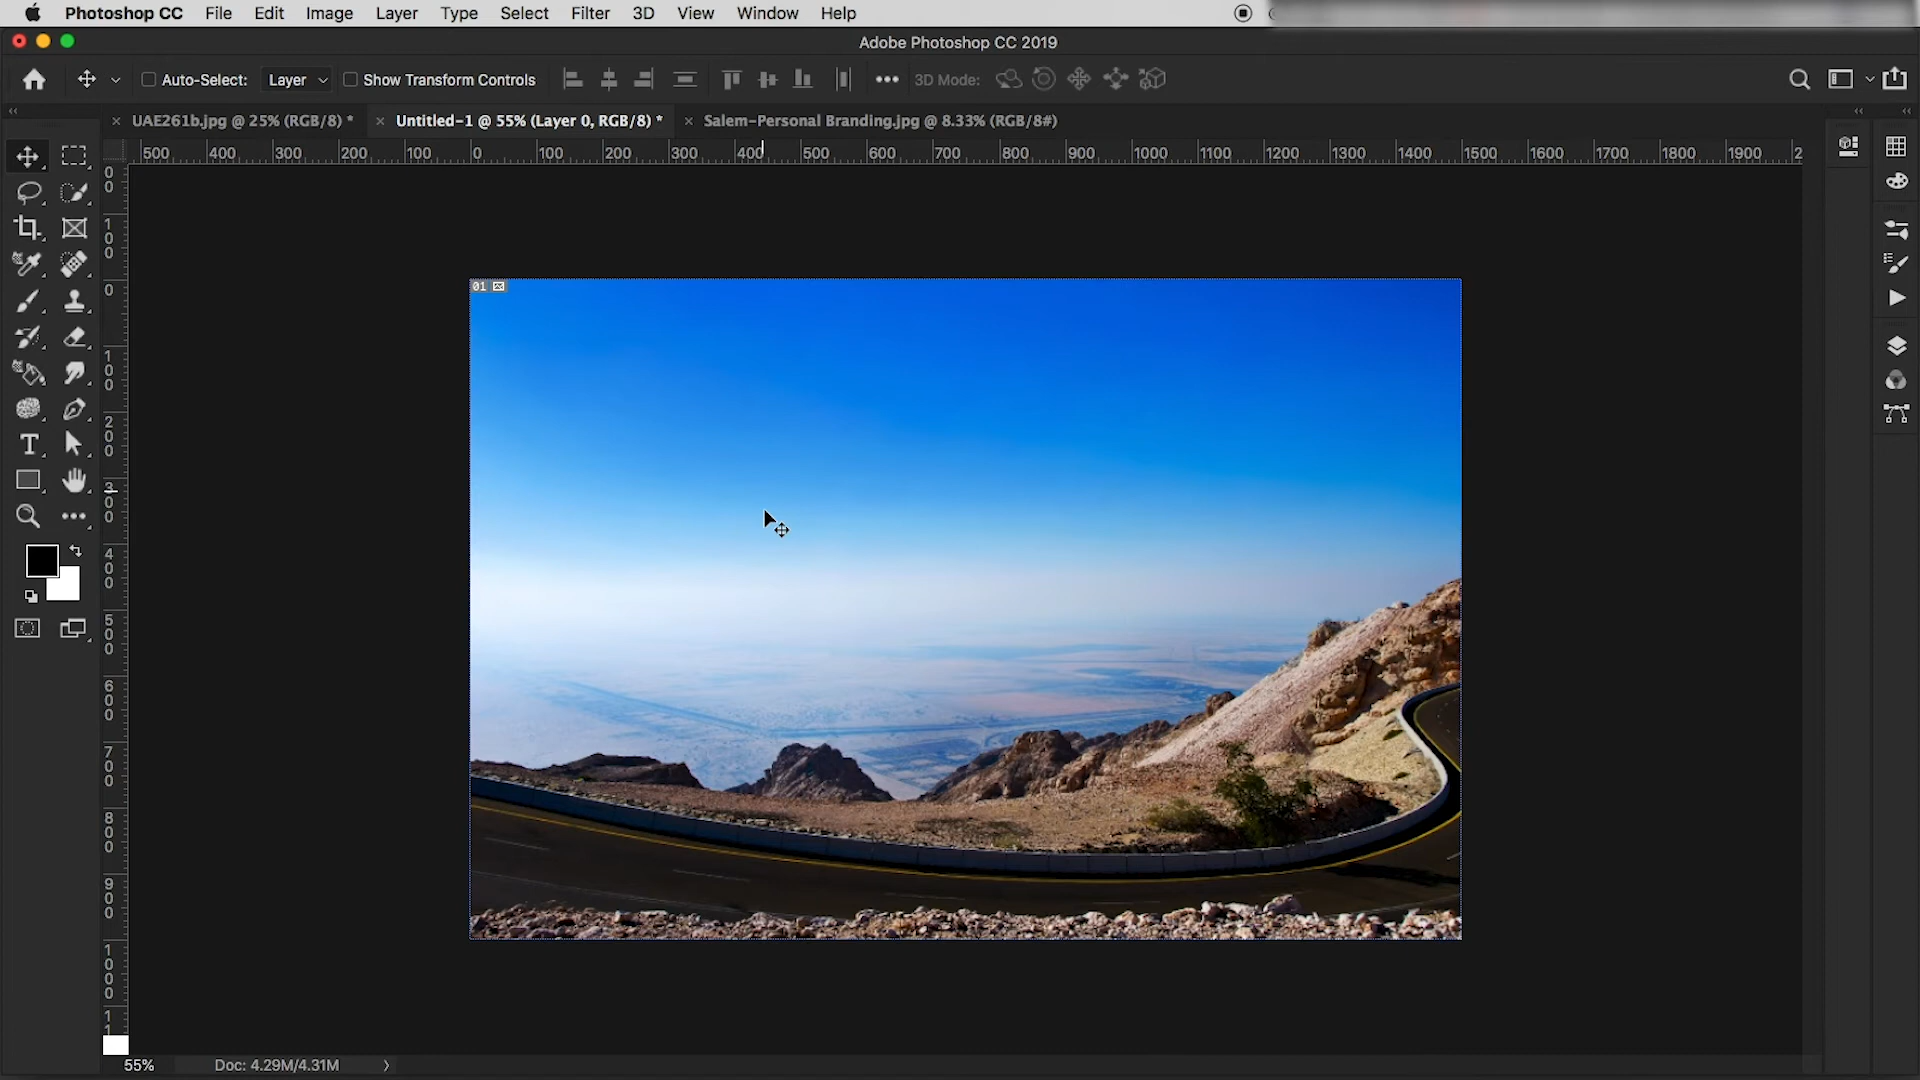 Photoshop CC File Edit Image Layer Type Select Filter 3D View Window Help
Adobe Photoshop CC 2019
Auto-Select: Layer Show Transform Controls 3D Mode:
UAE261b.jpg @ 25% (RGB/8) * Untitled-1 @ 55% (Layer 0, RGB/8) * Salem-Personal Branding.jpg @ 8.33% (RGB/8#)
500 400 300 200 100 0 100 200 300 400 500 600 700 800 900 1000 1100 1200 1300 1400 1500 1600 1700 1800 1900 2
0
0
100
0
100
200
300
400
500
600
700
800
900
1000
11
01
T
55% Doc: 4.29M/4.31M